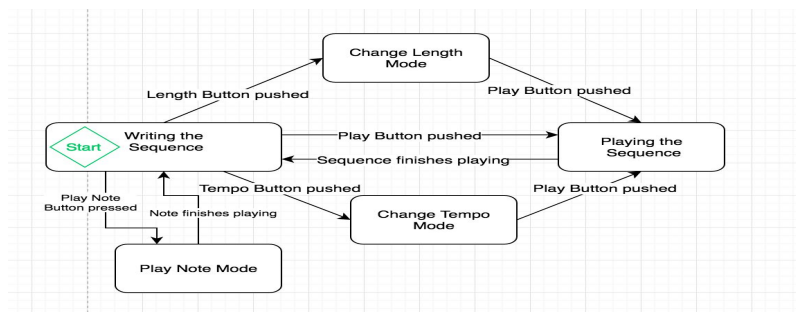 Change Length
Mode
Length Button pushed
Play Button pushed
Start
Writing the
Sequence
Play Button pushed
Playing the
Sequence
Sequence finishes playing
Tempo Button pushed
Play Button pushed
Play Note
Button pressed
Note finishes playing
Change Tempo
Mode
Play Note Mode